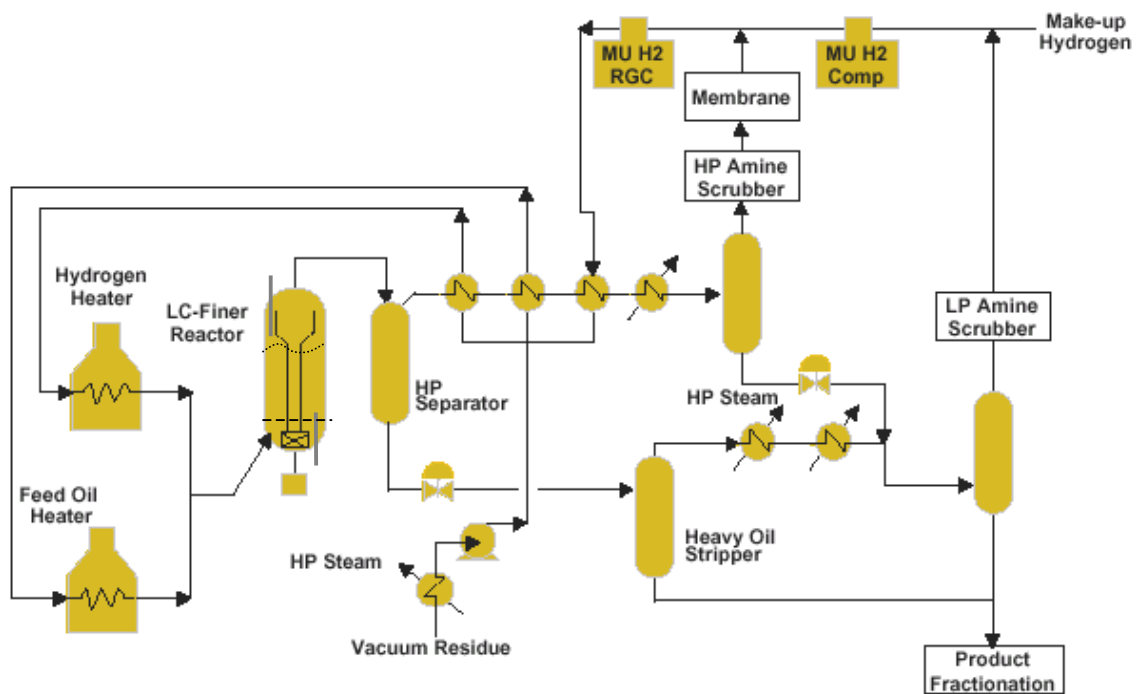 Make-up
Hydrogen
MU H2
RGC
MU H2
Comp
Membrane
HP Amine
Scrubber
Hydrogen
Heater
LC-Finer
Reactor
LP Amine
Scrubber
HP
Separator
HP Steam
Feed Oil
Heater
Heavy Oil
Stripper
HP Steam
Vacuum Residue
Product
Fractionation